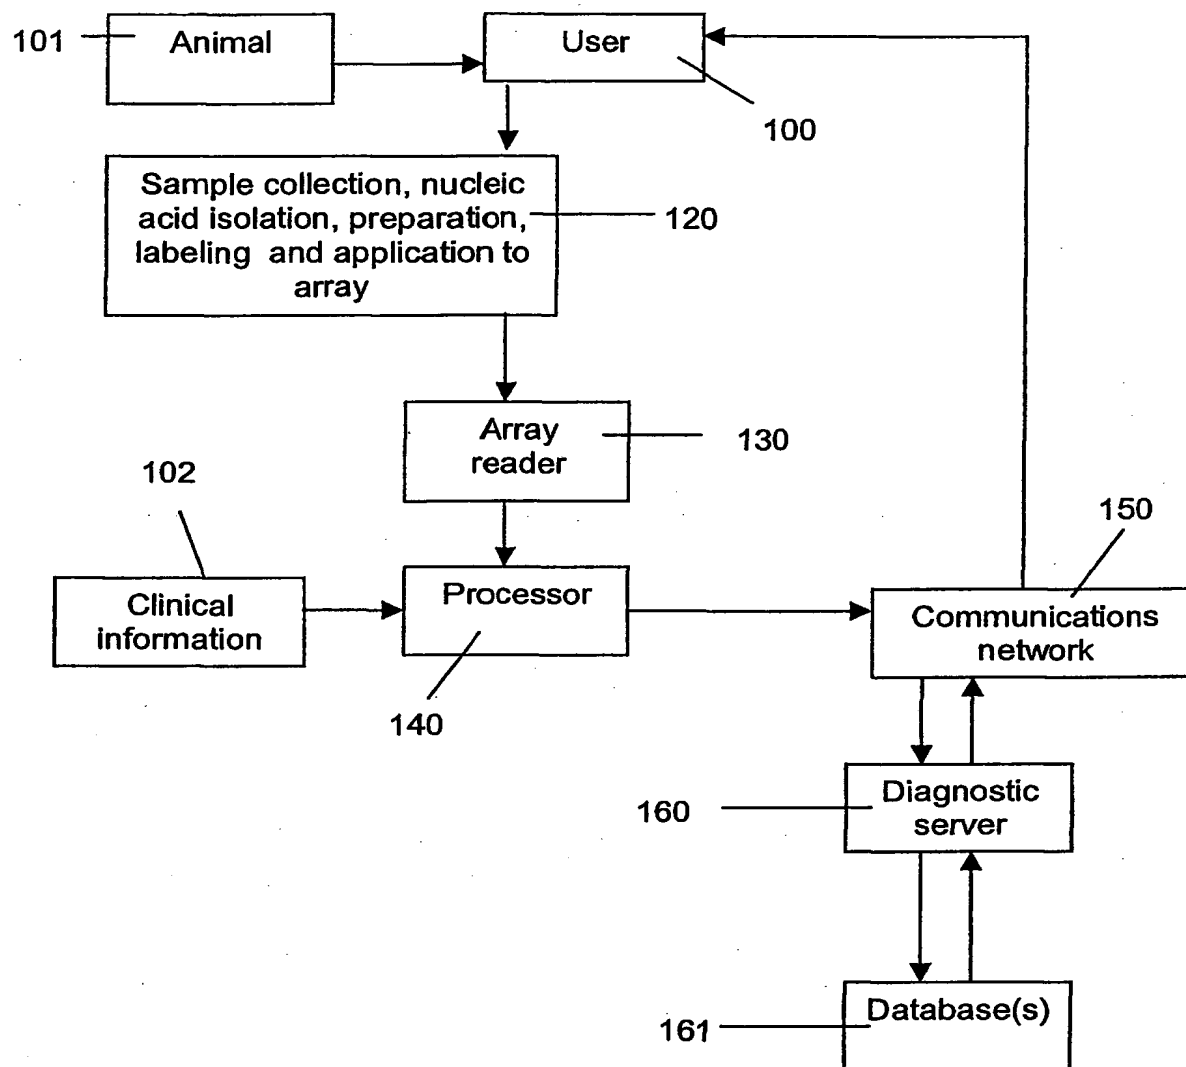 101
Animal
User
100
Sample collection, nucleic
acid isolation, preparation,
labeling and application to
array
120
Array
reader
130
102
150
Clinical
information
Processor
Communications
network
140
160
Diagnostic
server
161
Database(s)